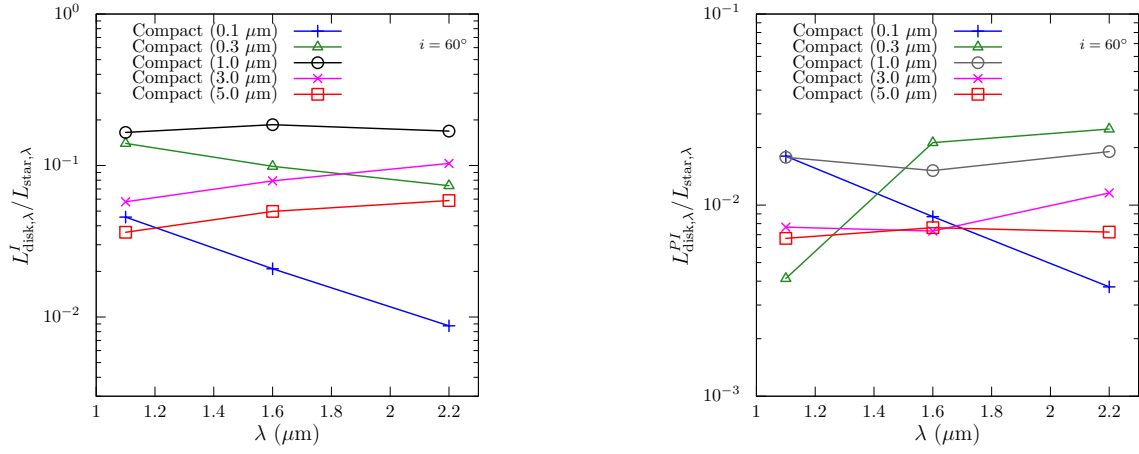 10⁰
10⁻¹
10⁻²
L^I_disk,λ/L_star,λ
Compact (0.1 μm)
Compact (0.3 μm)
Compact (1.0 μm)
Compact (3.0 μm)
Compact (5.0 μm)
i = 60°
1 1.2 1.4 1.6 1.8 2 2.2
λ (μm)
10⁻¹
10⁻²
10⁻³
L^PI_disk,λ/L_star,λ
Compact (0.1 μm)
Compact (0.3 μm)
Compact (1.0 μm)
Compact (3.0 μm)
Compact (5.0 μm)
i = 60°
1 1.2 1.4 1.6 1.8 2 2.2
λ (μm)